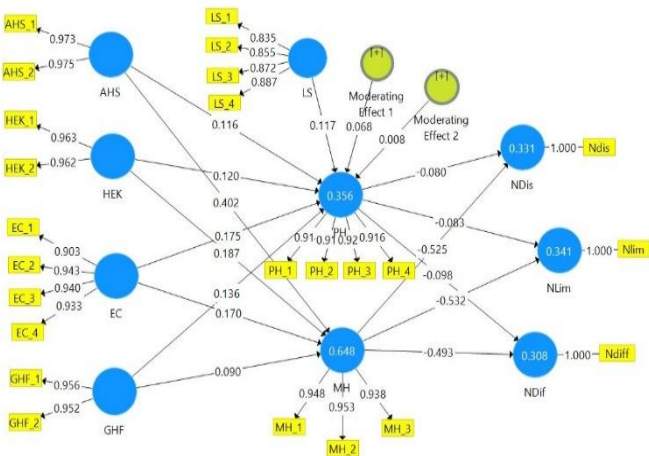 AHS_1
0.973
AHS_2
0.975
AHS
HEK_1
0.963
HEK_2
0.962
HEK
EC_1
0.903
EC_2
0.943
EC_3
0.940
EC_4
0.933
EC
GHF_1
0.956
GHF_2
0.952
GHF
LS_1
0.835
LS_2
0.855
LS_3
0.872
LS_4
0.887
LS
[+]
Moderating
Effect 1
[+]
Moderating
Effect 2
0.116
0.117
0.068
0.008
0.120
0.402
0.175
0.187
0.136
0.170
0.090
0.356
PH
0.91
0.91
0.92
0.916
PH_1
PH_2
PH_3
PH_4
0.648
MH
0.948
0.953
0.938
MH_1
MH_2
MH_3
-0.080
-0.083
-0.525
-0.098
-0.532
-0.493
0.331
NDis
1.000
Ndis
0.341
NLim
1.000
Nlim
0.308
NDif
1.000
Ndiff